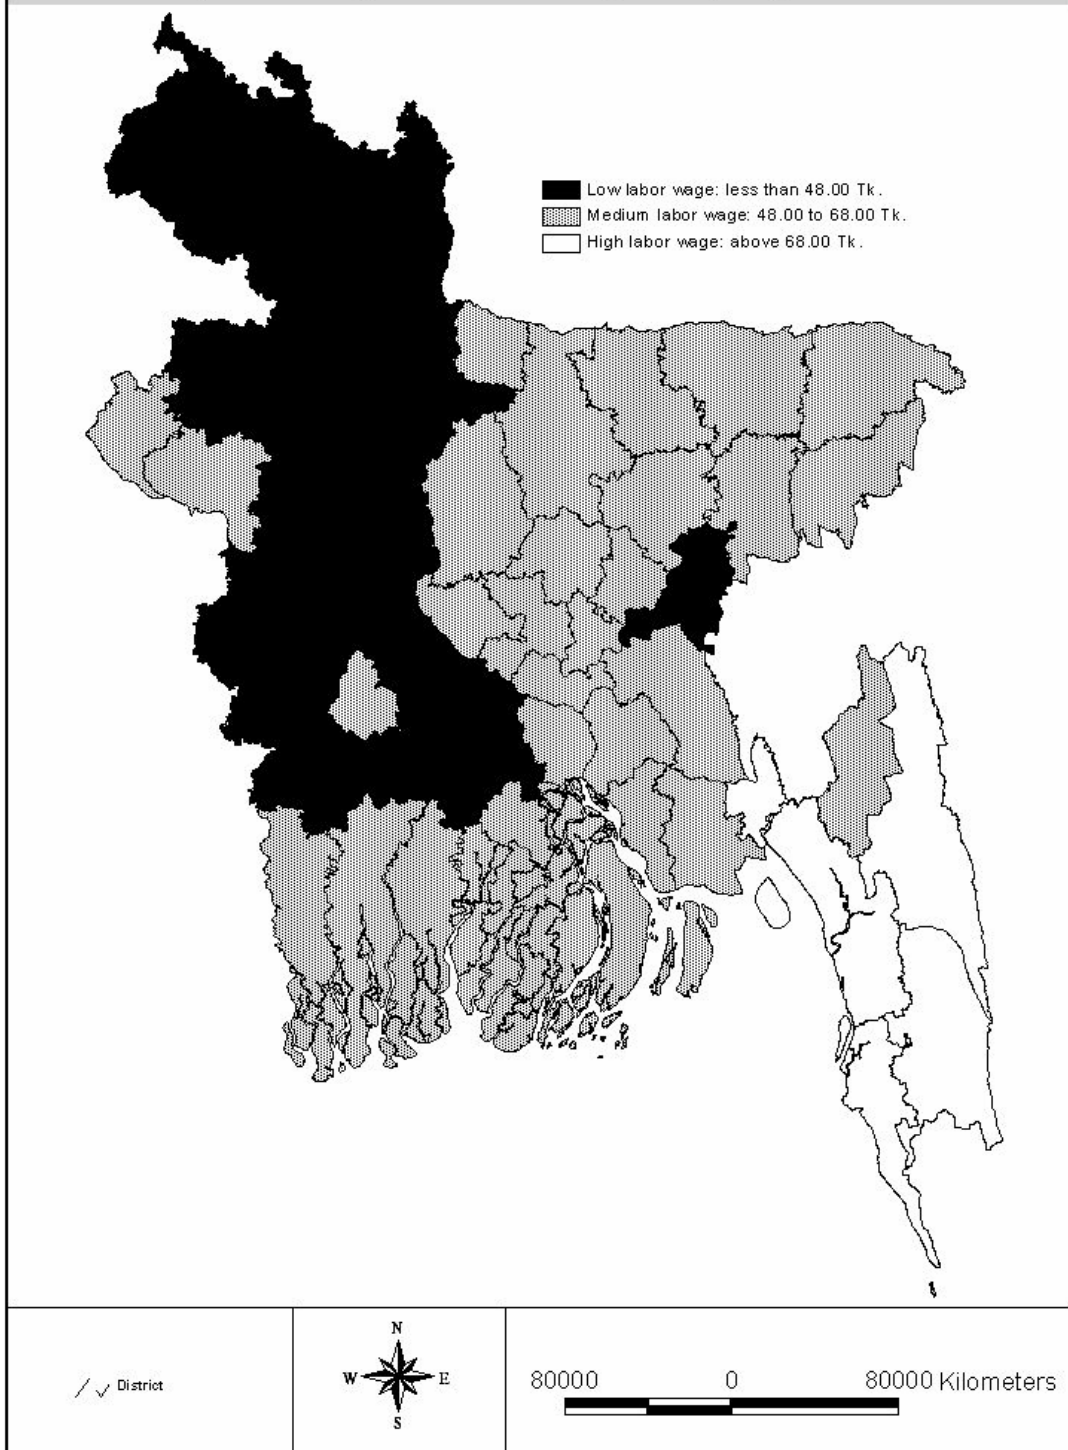 Low labor wage: less than 48.00 Tk.
Medium labor wage: 48.00 to 68.00 Tk.
High labor wage: above 68.00 Tk.
N
W E
S
District
80000 0 80000 Kilometers